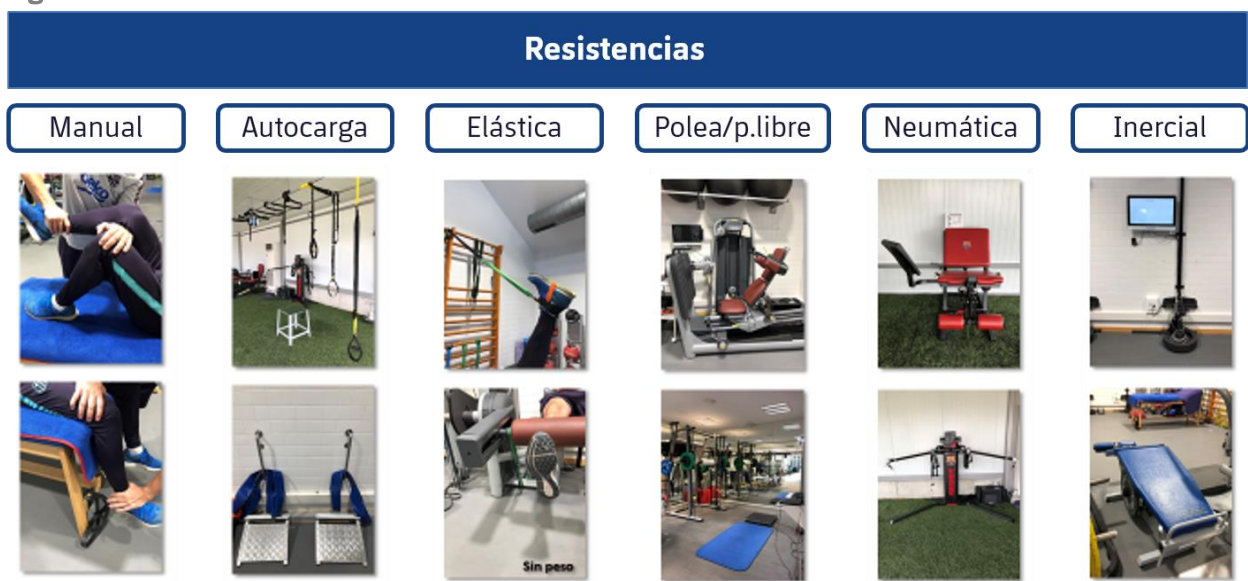 Resistencias
Manual
Autocarga
Elástica
Polea/p.libre
Neumática
Inercial
Sin peso